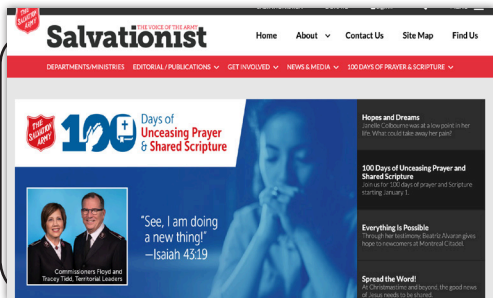 THE SALVATION ARMY
THE VOICE OF THE ARMY
Salvationist
Home About Contact Us Site Map Find Us
DEPARTMENTS/MINISTRIES EDITORIAL / PUBLICATIONS GET INVOLVED NEWS & MEDIA 100 DAYS OF PRAYER & SCRIPTURE
THE SALVATION ARMY
100 Days of
Unceasing Prayer
& Shared Scripture
"See, I am doing
a new thing!"
—Isaiah 43:19
Commissioners Floyd and
Tracey Tidd, Territorial Leaders
Hopes and Dreams
Janelle Colbourne was at a low point in her
life. What could take away her pain?
100 Days of Unceasing Prayer and
Shared Scripture
Join us for 100 days of prayer and Scripture
starting January 1.
Everything Is Possible
Through her testimony, Beatriz Alvaran gives
hope to newcomers at Montreal Citadel.
Spread the Word!
At Christmastime and beyond, the good news
of Jesus needs to be shared.